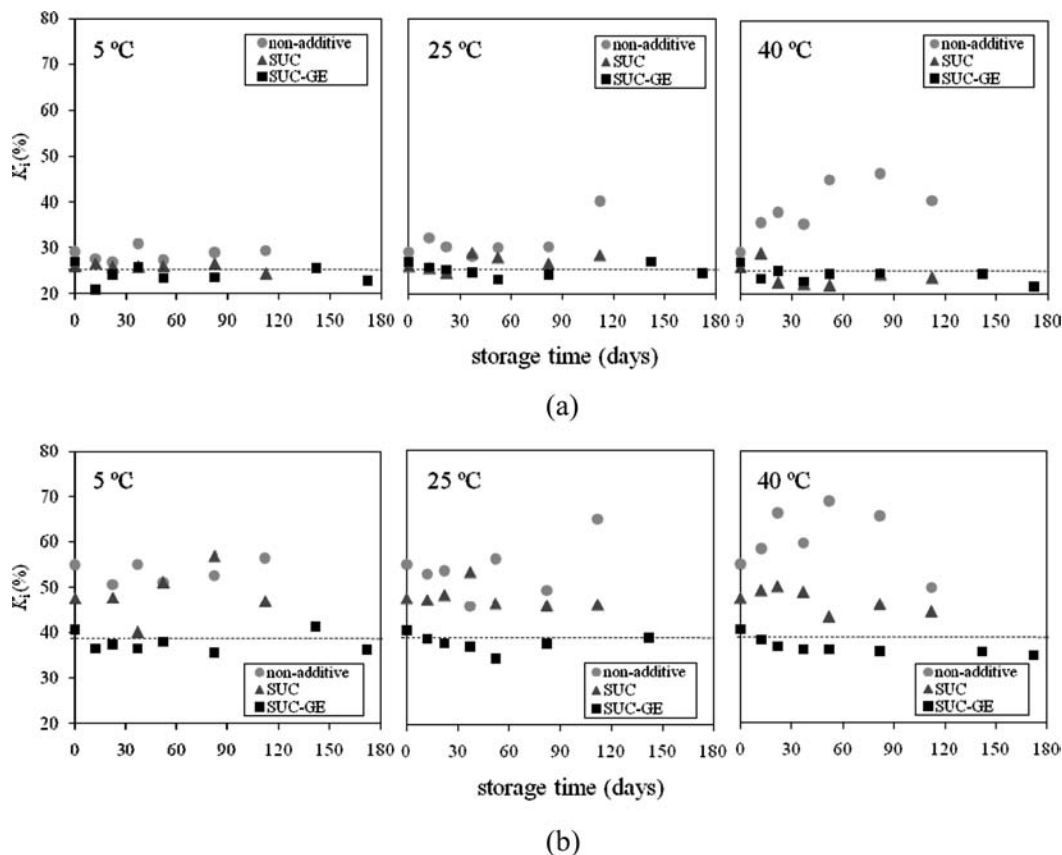 5 ºC
non-additive
SUC
SUC-GE
25 ºC
non-additive
SUC
SUC-GE
40 ºC
non-additive
SUC
SUC-GE
Ki(%)
80
70
60
50
40
30
20
0 30 60 90 120 150 180
0 30 60 90 120 150 180
0 30 60 90 120 150 180
storage time (days)
(a)
5 ºC
non-additive
SUC
SUC-GE
25 ºC
non-additive
SUC
SUC-GE
40 ºC
non-additive
SUC
SUC-GE
Ki(%)
80
70
60
50
40
30
20
0 30 60 90 120 150 180
0 30 60 90 120 150 180
0 30 60 90 120 150 180
storage time (days)
(b)